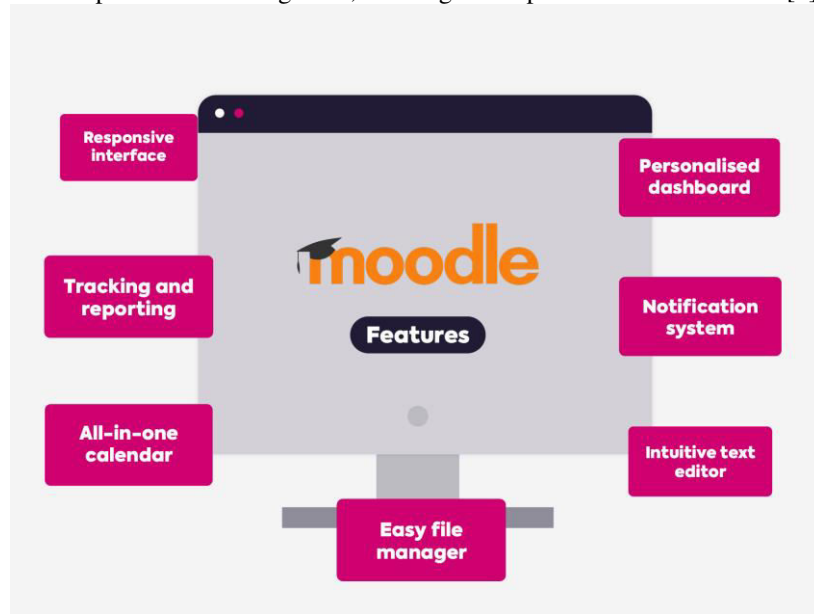 Responsive
interface
Personalised
dashboard
moodle
Tracking and
reporting
Notification
system
Features
All-in-one
calendar
Intuitive text
editor
Easy file
manager